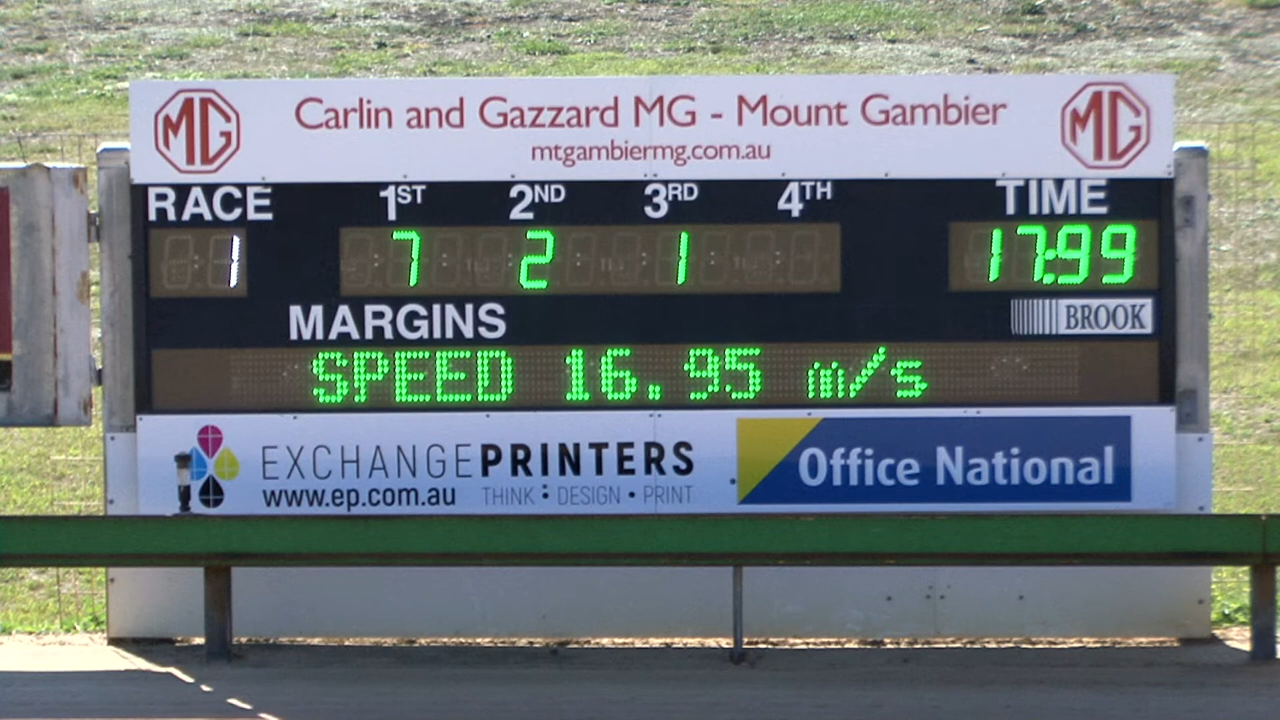 MG Carlin and Gazzard MG - Mount Gambier MG
mtgambiermg.com.au
RACE 1ST 2ND 3RD 4TH TIME
1 7 2 1 17.99
MARGINS BROOK
SPEED 16.95 m/s
EXCHANGEPRINTERS Office National
www.ep.com.au THINK : DESIGN • PRINT